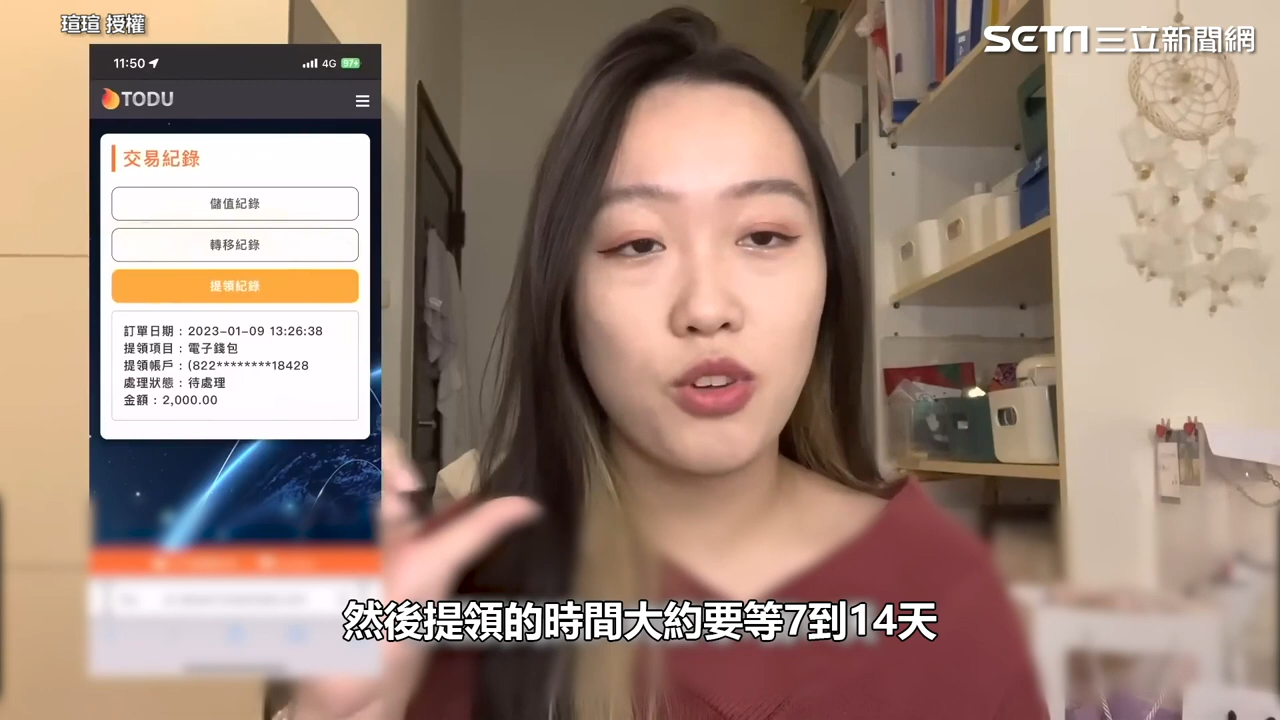 瑄瑄 授權
SETN 三立新聞網
11:50
4G 97+
TODU
交易紀錄
儲值紀錄
轉移紀錄
提領紀錄
訂單日期：2023-01-09 13:26:38
提領項目：電子錢包
提領帳戶：(822********18428
處理狀態：待處理
金額：2,000.00
然後提領的時間大約要等7到14天